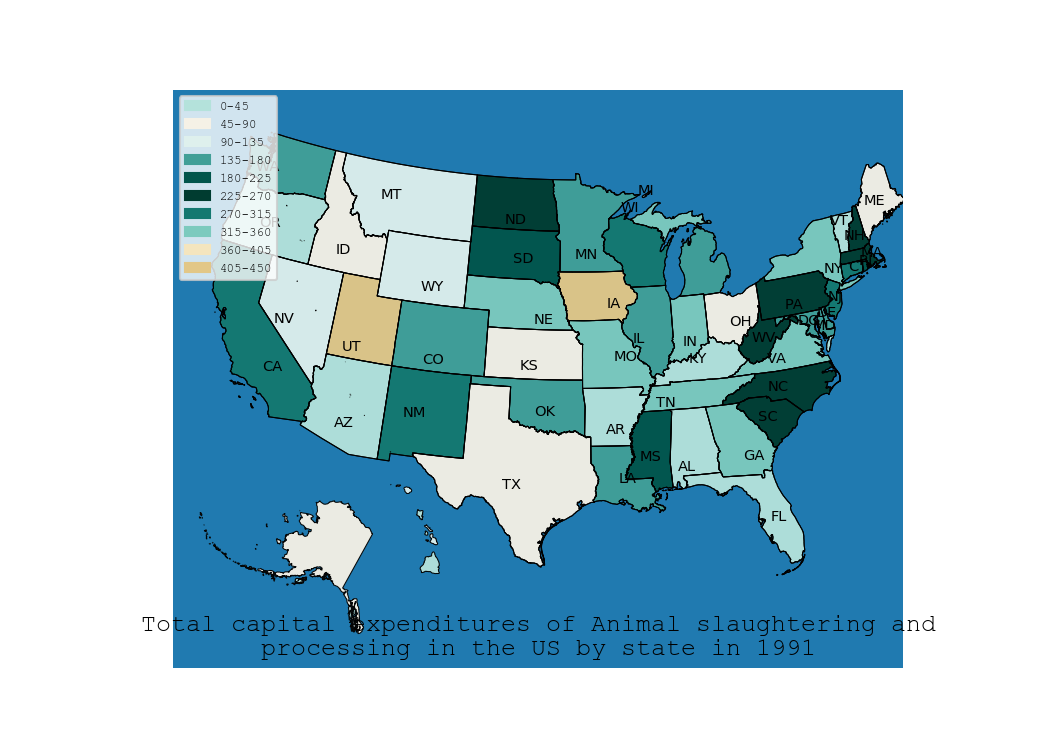 0-45
45-90
90-135
135-180
180-225
225-270
270-315
315-360
360-405
405-450
MT
ND
MI
WI
ME
ID
SD
MN
VT
NH
MA
WY
NY
CT
NV
NE
IA
PA
NJ
DE
DC
MD
OH
UT
CO
KS
MO
IL
IN
KY
WV
VA
CA
AZ
NM
OK
AR
TN
NC
SC
TX
LA
MS
AL
GA
FL
Total capital expenditures of Animal slaughtering and
processing in the US by state in 1991